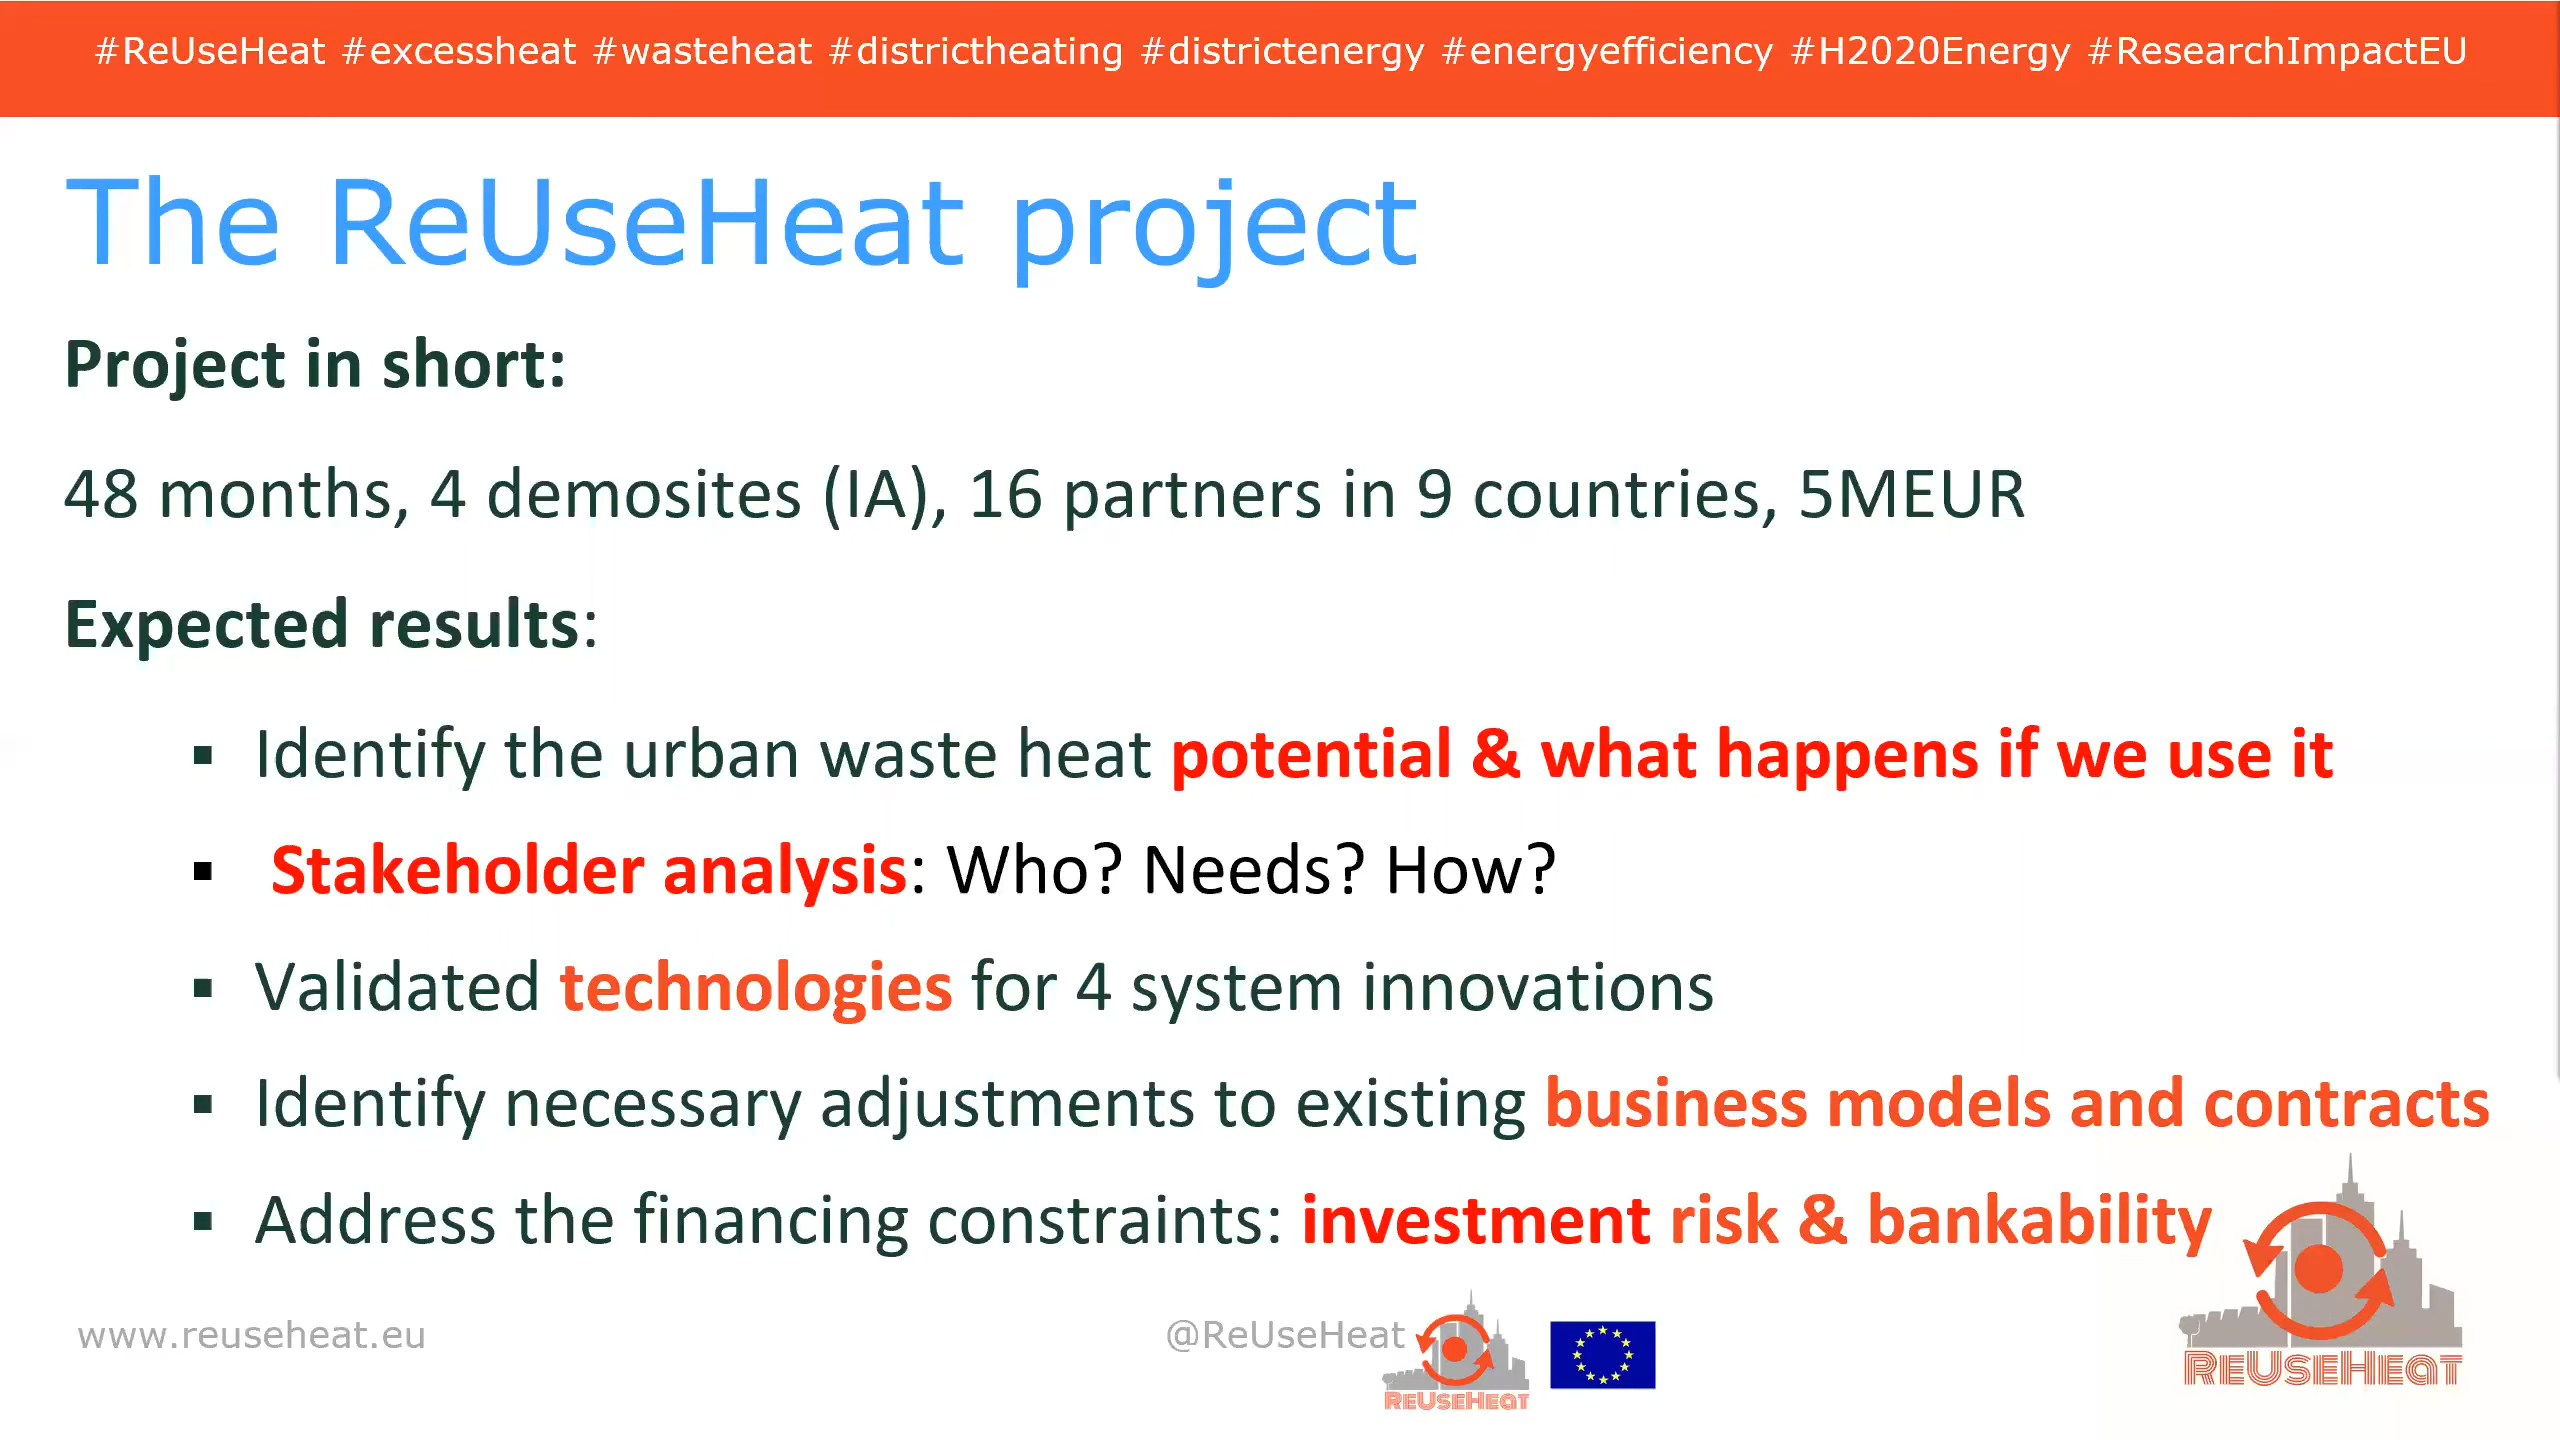 #ReUseHeat #excessheat #wasteheat #districtheating #districtenergy #energyefficiency #H2020Energy #ResearchImpactEU
The ReUseHeat project
Project in short:
48 months, 4 demosites (IA), 16 partners in 9 countries, 5MEUR
Expected results:
▪ Identify the urban waste heat potential & what happens if we use it
▪ Stakeholder analysis: Who? Needs? How?
▪ Validated technologies for 4 system innovations
▪ Identify necessary adjustments to existing business models and contracts
▪ Address the financing constraints: investment risk & bankability
www.reuseheat.eu
@ReUseHeat
ReUseHeat
ReUseHeat